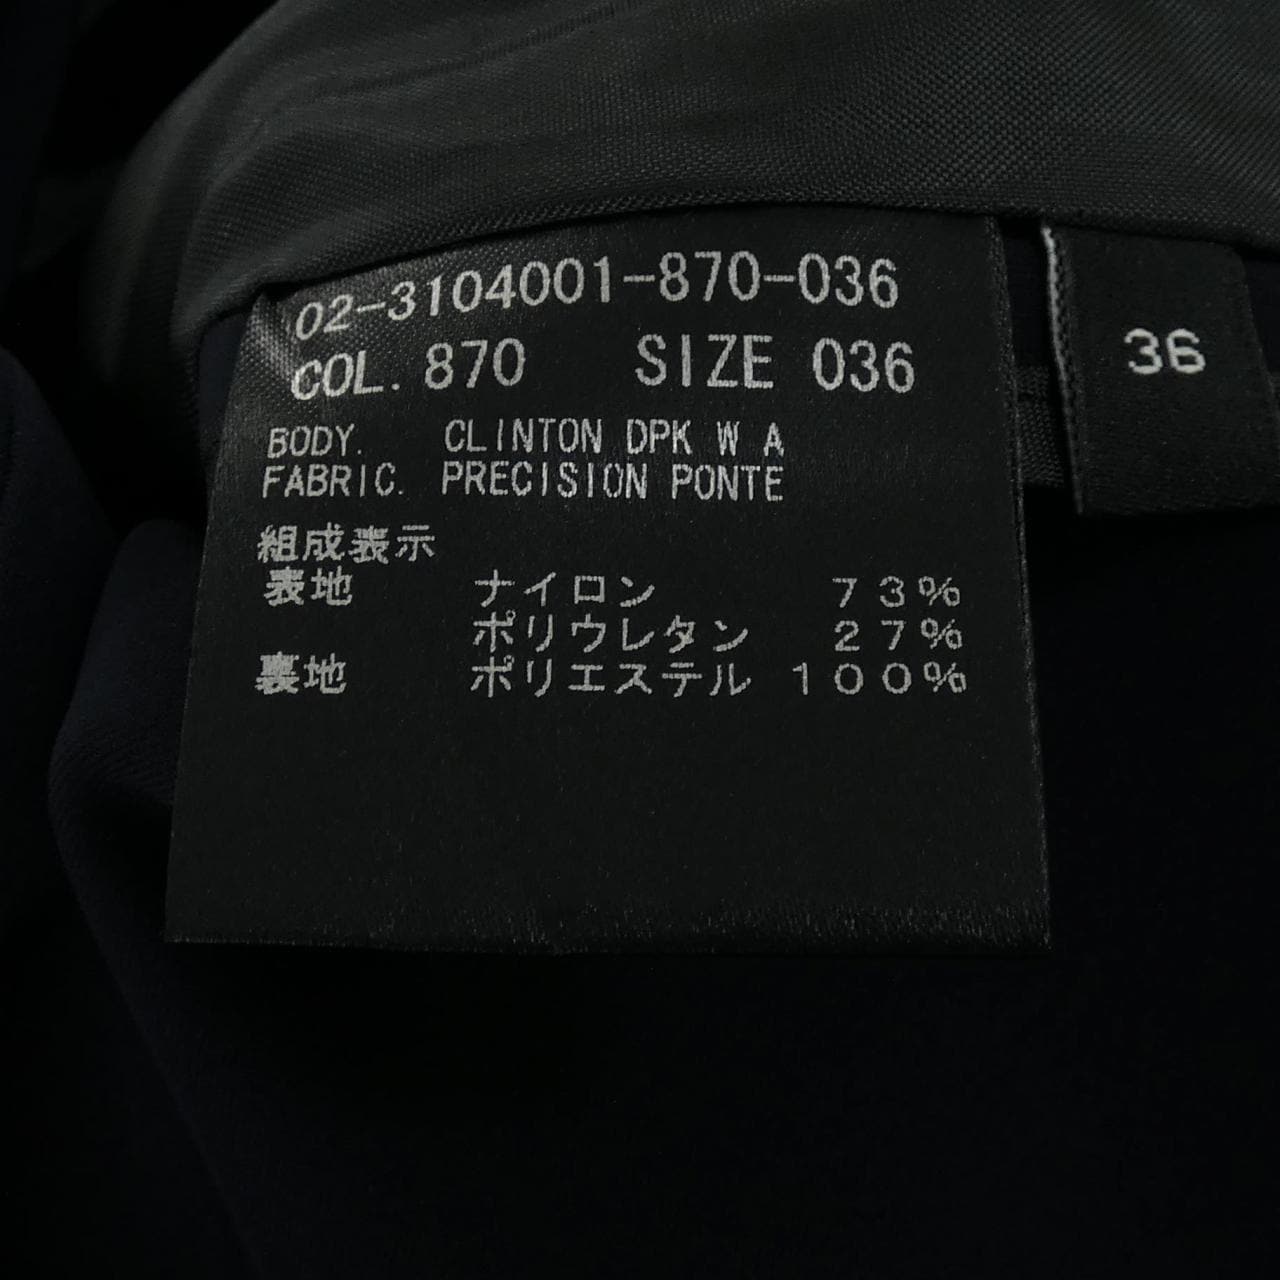 02-3104001-870-036
COL. 870 SIZE 036
BODY. CLINTON DPK W A
FABRIC. PRECISION PONTE
組成表示
表地 ナイロン 73%
ポリウレタン 27%
裏地 ポリエステル 100%
36